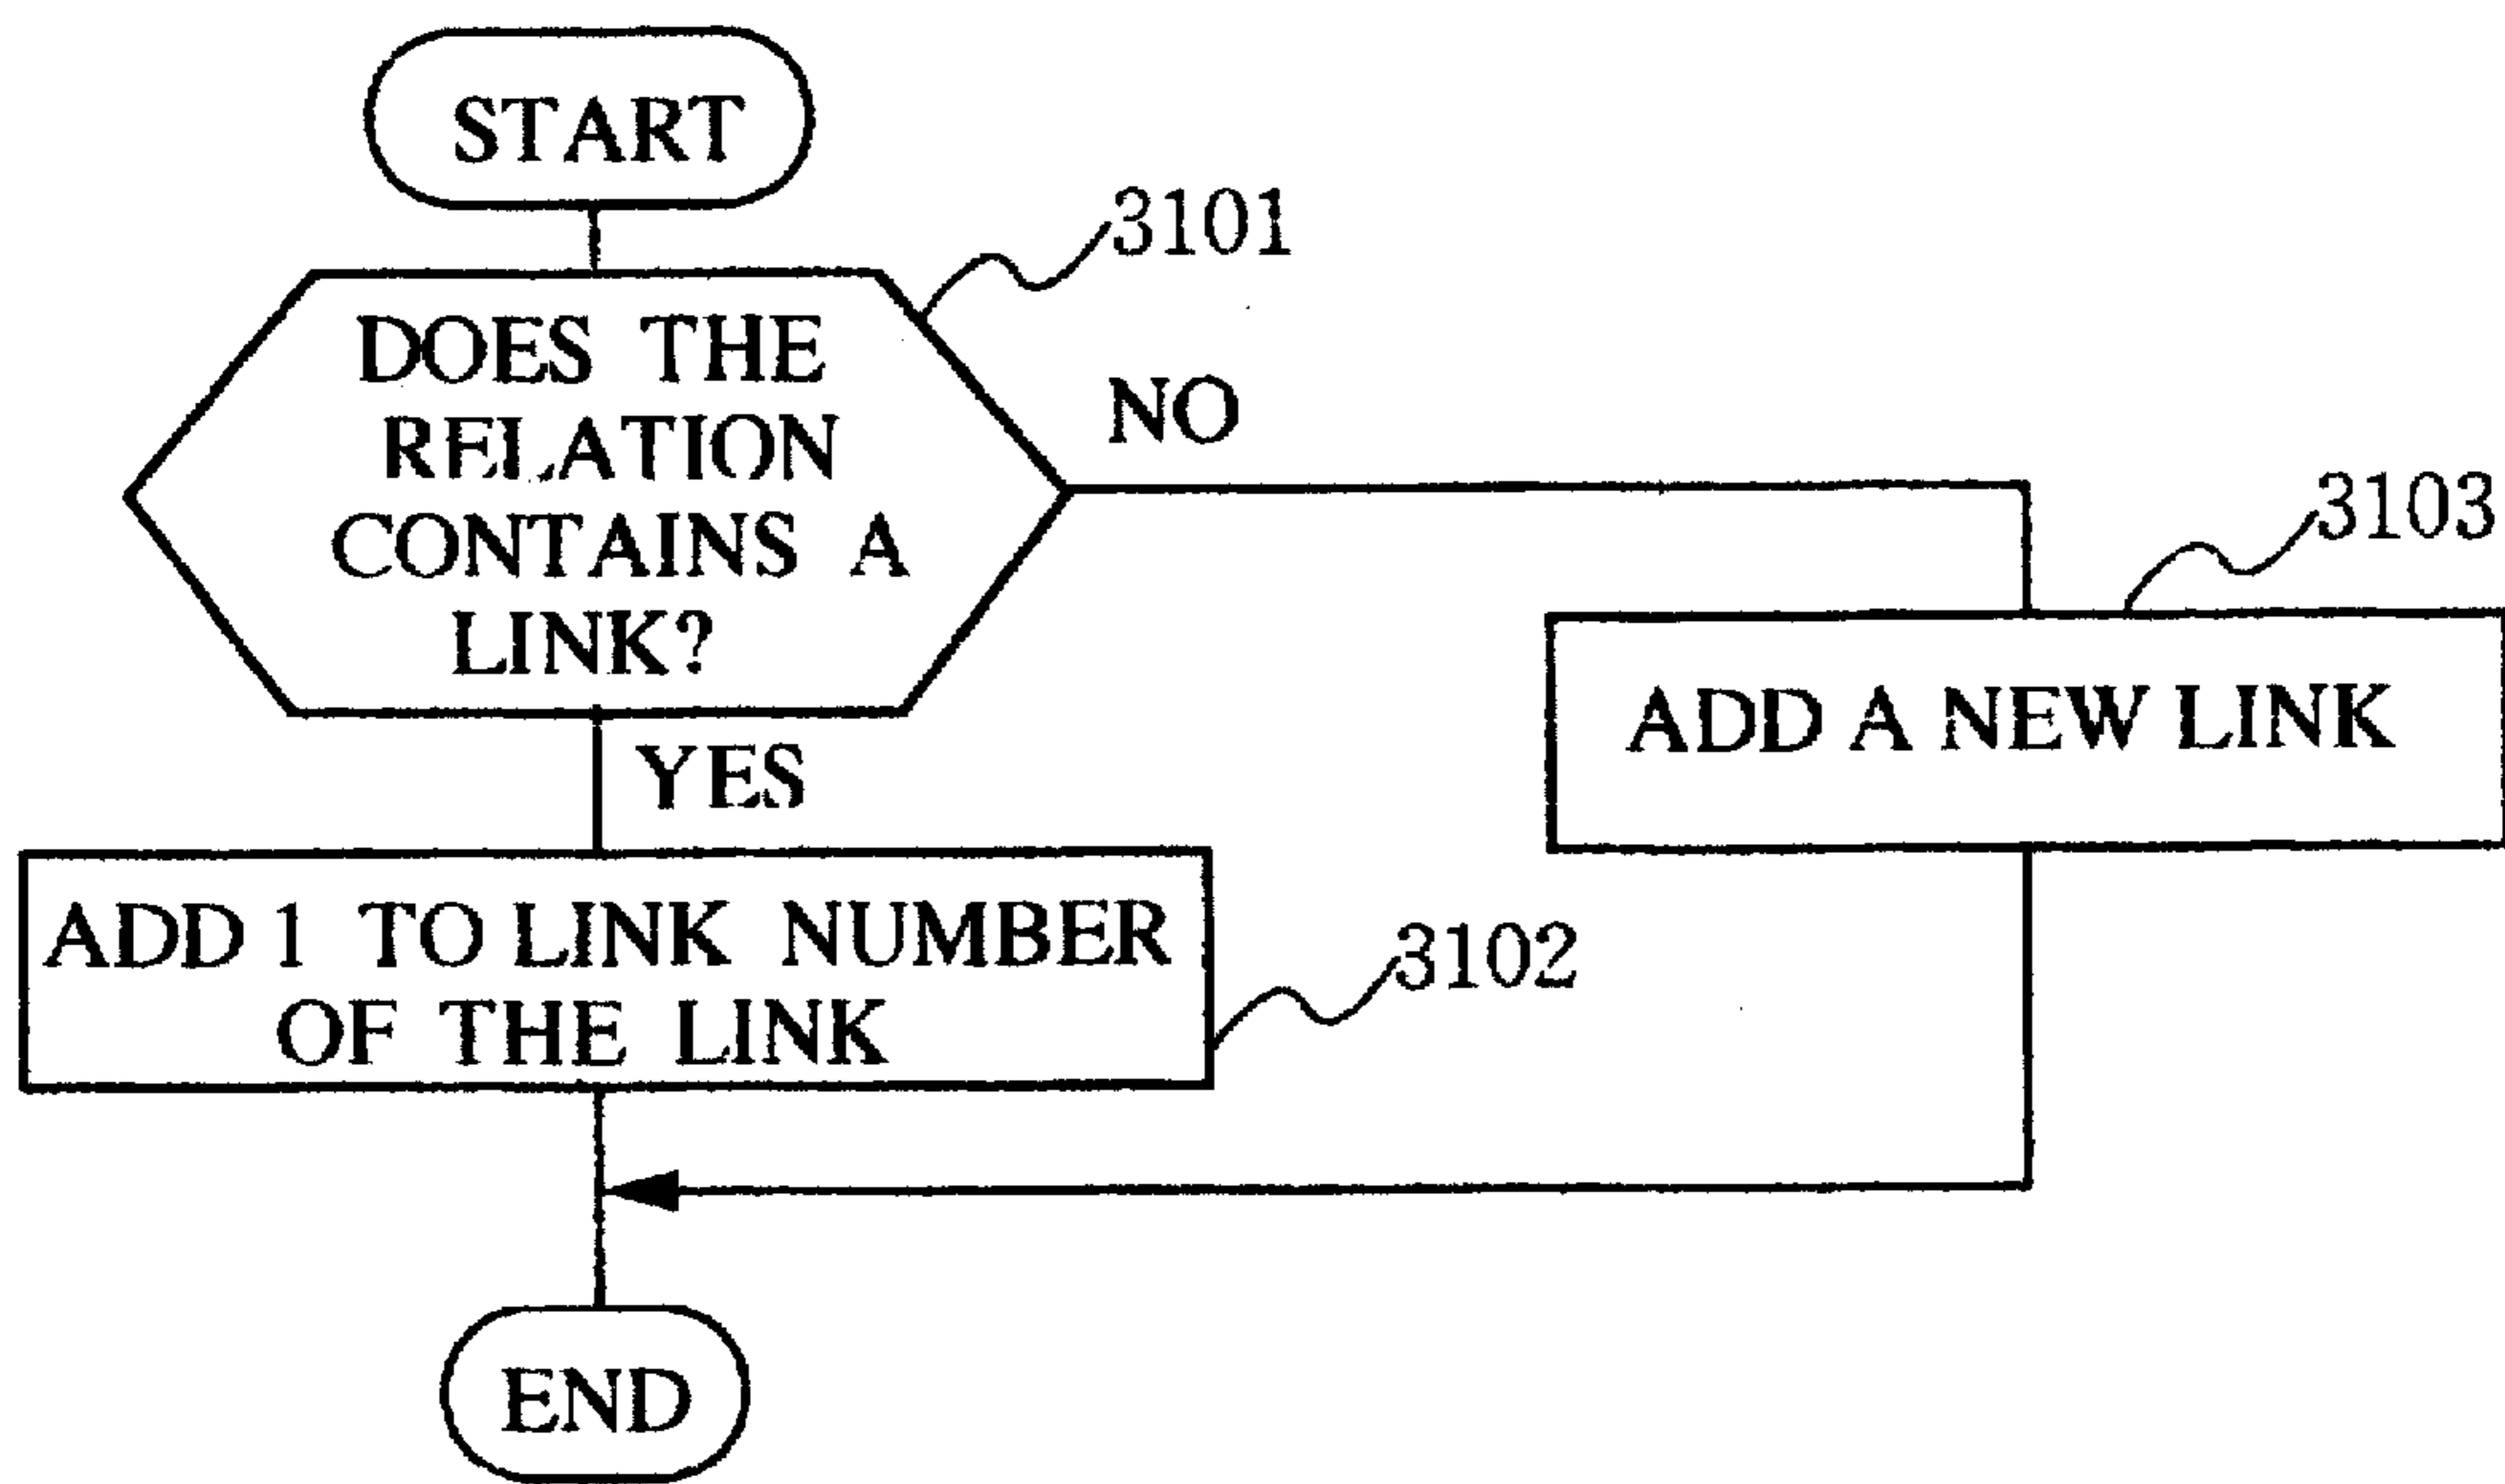 START
3101
DOES THE
RELATION
CONTAINS A
LINK?
NO
3103
ADD A NEW LINK
YES
ADD 1 TO LINK NUMBER
OF THE LINK
3102
END